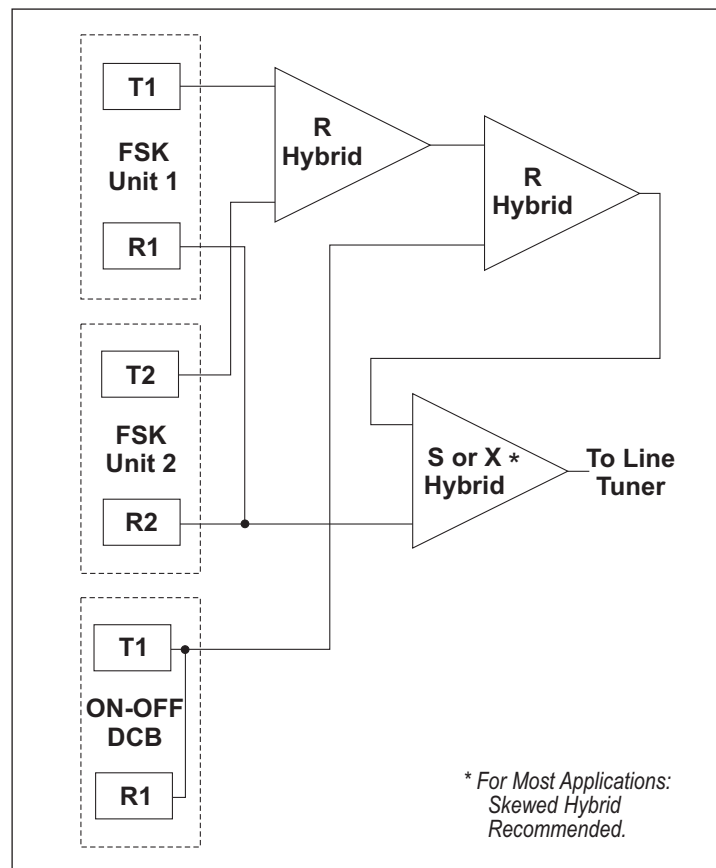 T1
FSK
Unit 1
R1
T2
FSK
Unit 2
R2
T1
ON-OFF
DCB
R1
R
Hybrid
R
Hybrid
S or X *
Hybrid
To Line
Tuner
* For Most Applications:
Skewed Hybrid
Recommended.